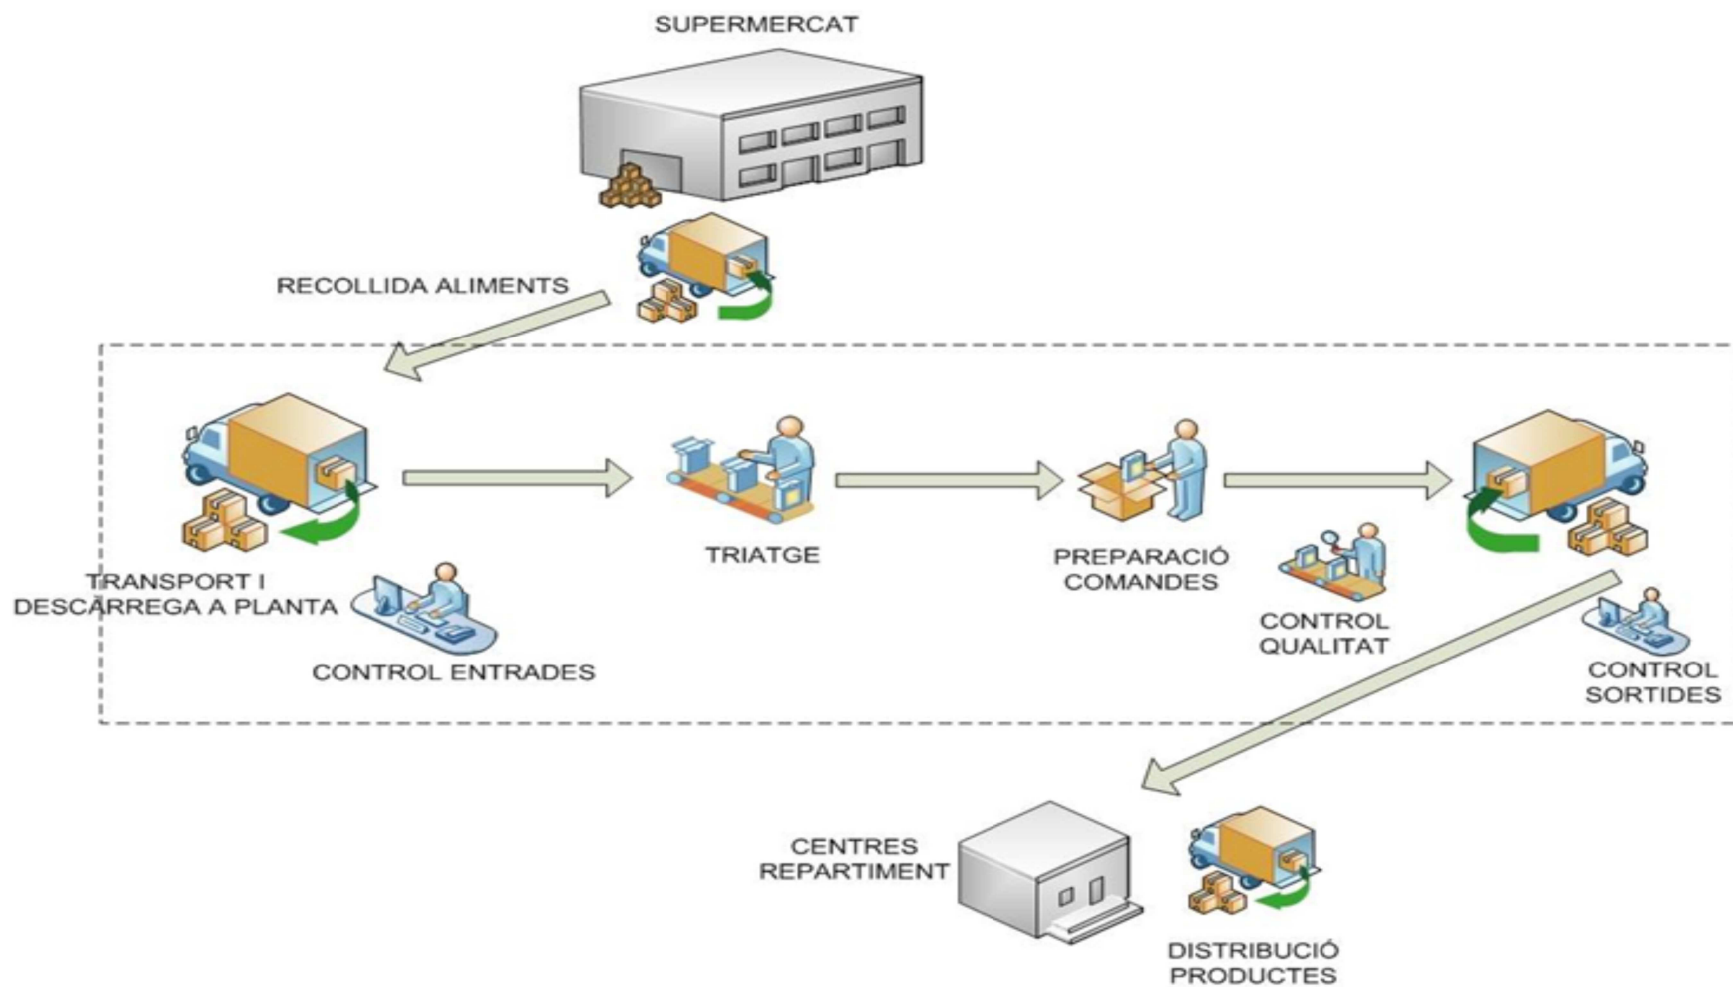 SUPERMERCAT
RECOLLIDA ALIMENTS
TRANSPORT I
DESCÀRREGA A PLANTA
CONTROL ENTRADES
TRIATGE
PREPARACIÓ
COMANDES
CONTROL
QUALITAT
CONTROL
SORTIDES
CENTRES
REPARTIMENT
DISTRIBUCIÓ
PRODUCTES